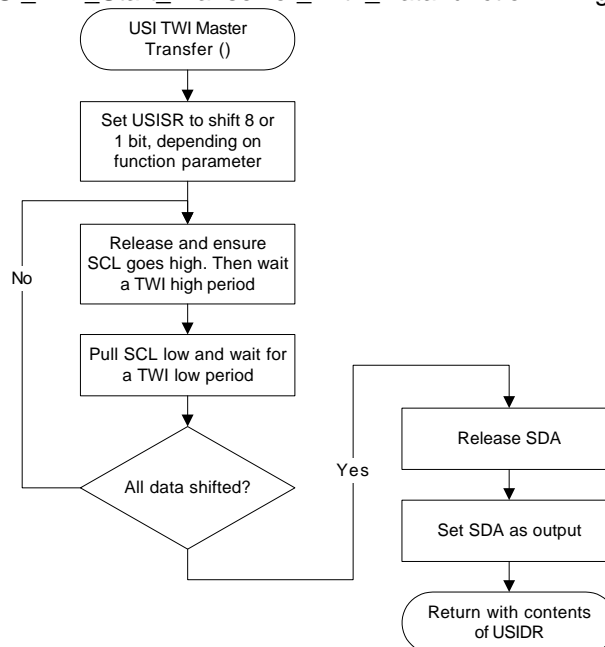 USI TWI Master
Transfer ()
Set USISR to shift 8 or
1 bit, depending on
function parameter
Release and ensure
SCL goes high. Then wait
a TWI high period
No
Pull SCL low and wait for
a TWI low period
All data shifted?
Yes
Release SDA
Set SDA as output
Return with contents
of USIDR